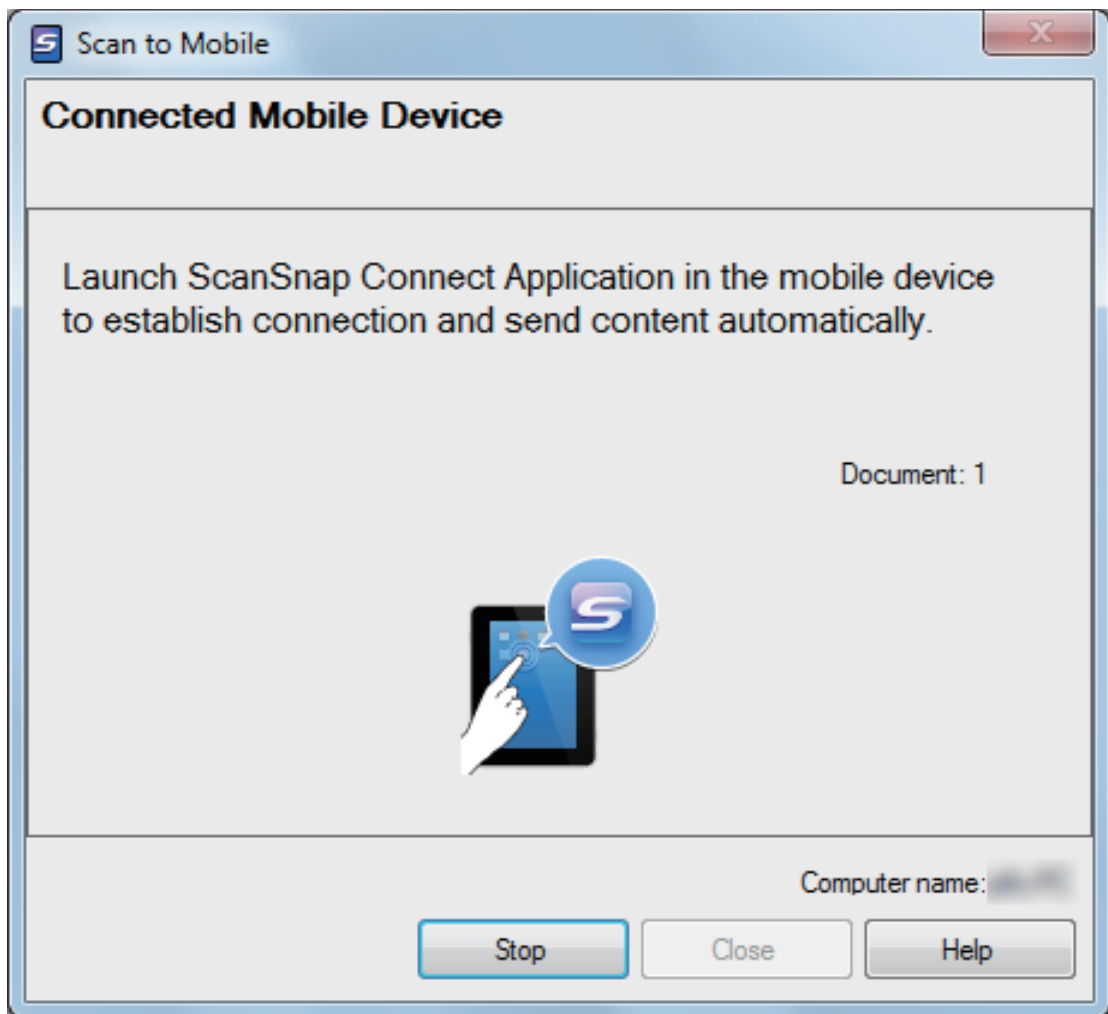 Scan to Mobile
Connected Mobile Device
Launch ScanSnap Connect Application in the mobile device
to establish connection and send content automatically.
Document: 1
Computer name:
Stop
Close
Help